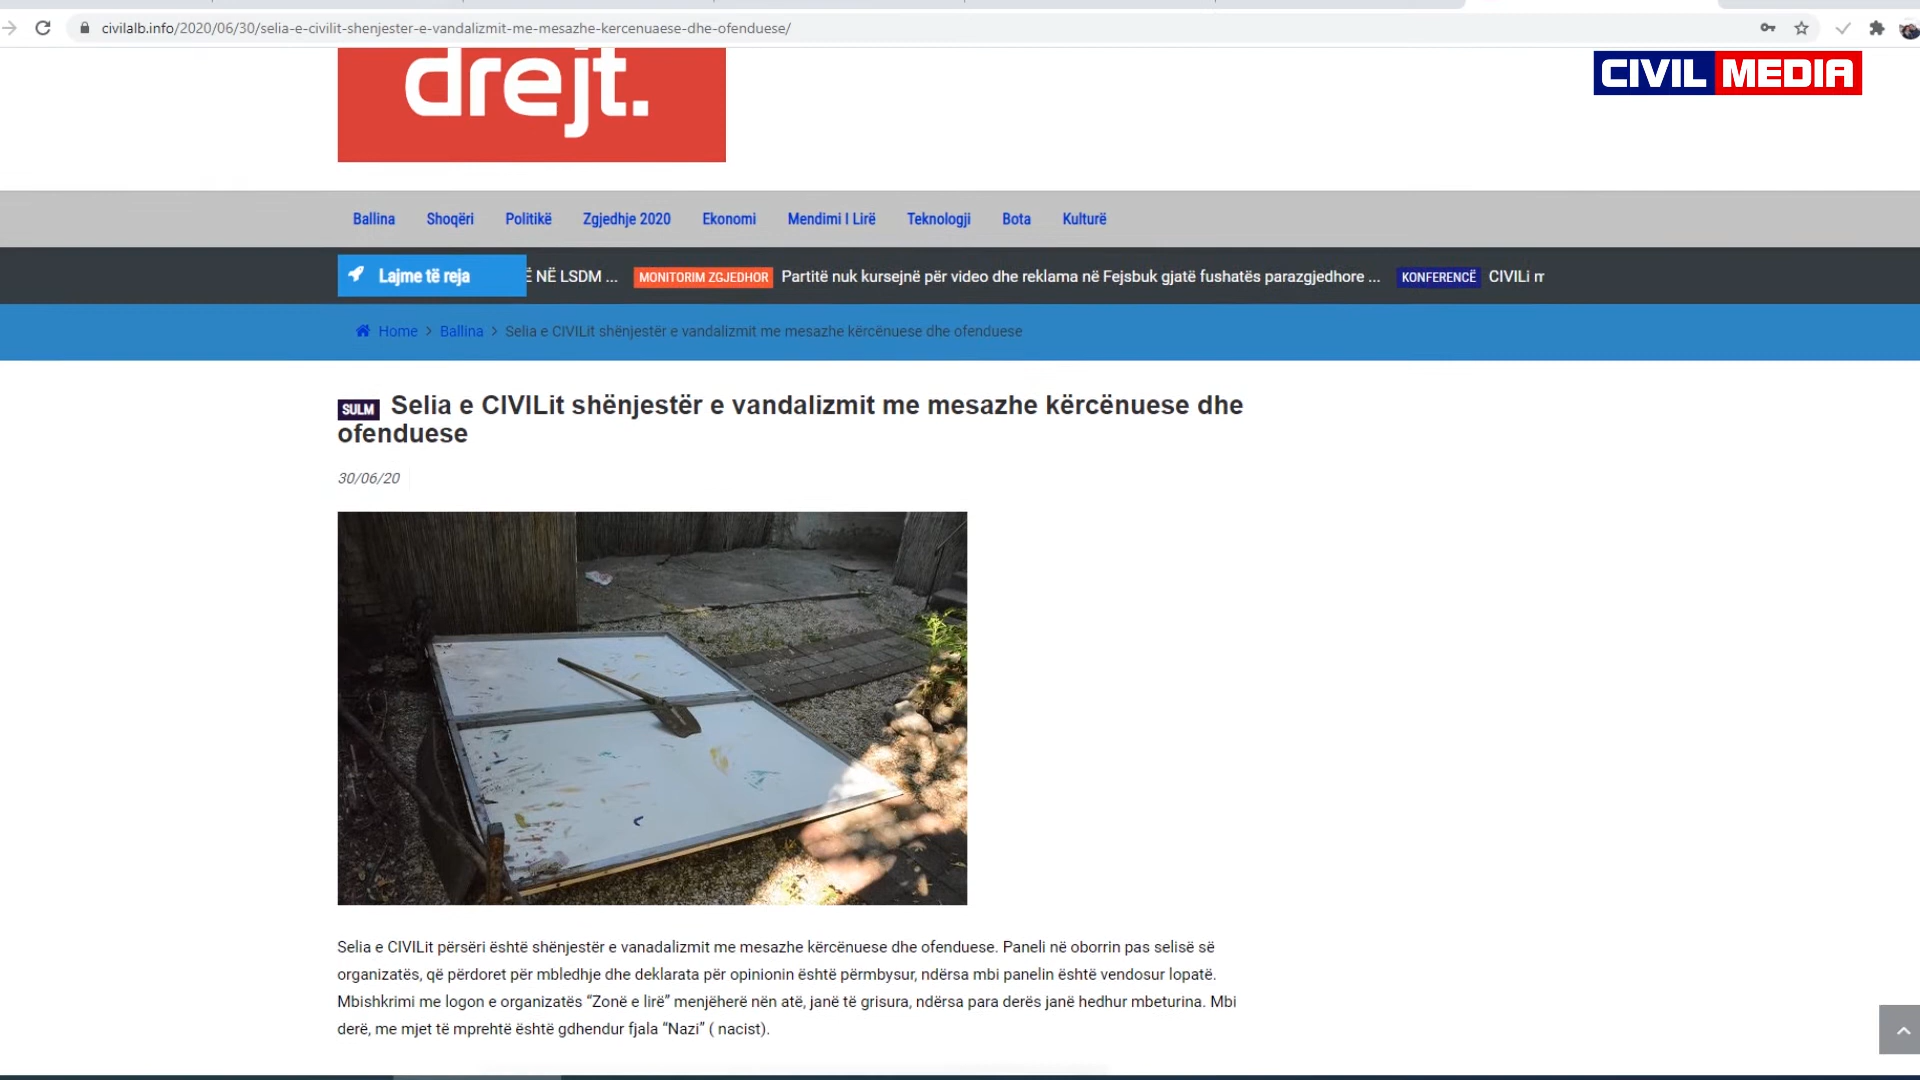 civilalb.info/2020/06/30/selia-e-civilit-shenjester-e-vandalizmit-me-mesazhe-kercenuaese-dhe-ofenduese/
CIVIL MEDIA
drejt.
Ballina Shoqëri Politikë Zgjedhje 2020 Ekonomi Mendimi I Lirë Teknologji Bota Kulturë
Lajme të reja Ë NË LSDM ... MONITORIM ZGJEDHOR Partitë nuk kursejnë për video dhe reklama në Fejsbuk gjatë fushatës parazgjedhore ... KONFERENCË CIVILi
Home > Ballina > Selia e CIVILit shënjestër e vandalizmit me mesazhe kërcënuese dhe ofenduese
SULM Selia e CIVILit shënjestër e vandalizmit me mesazhe kërcënuese dhe
ofenduese
30/06/20
Selia e CIVILit përsëri është shënjestër e vanadalizmit me mesazhe kërcënuese dhe ofenduese. Paneli në oborrin pas selisë së
organizatës, që përdoret për mbledhje dhe deklarata për opinionin është përmbysur, ndërsa mbi panelin është vendosur lopatë.
Mbishkrimi me logon e organizatës “Zonë e lirë” menjëherë nën atë, janë të grisura, ndërsa para derës janë hedhur mbeturina. Mbi
derë, me mjet të mprehtë është gdhendur fjala “Nazi” ( nacist).